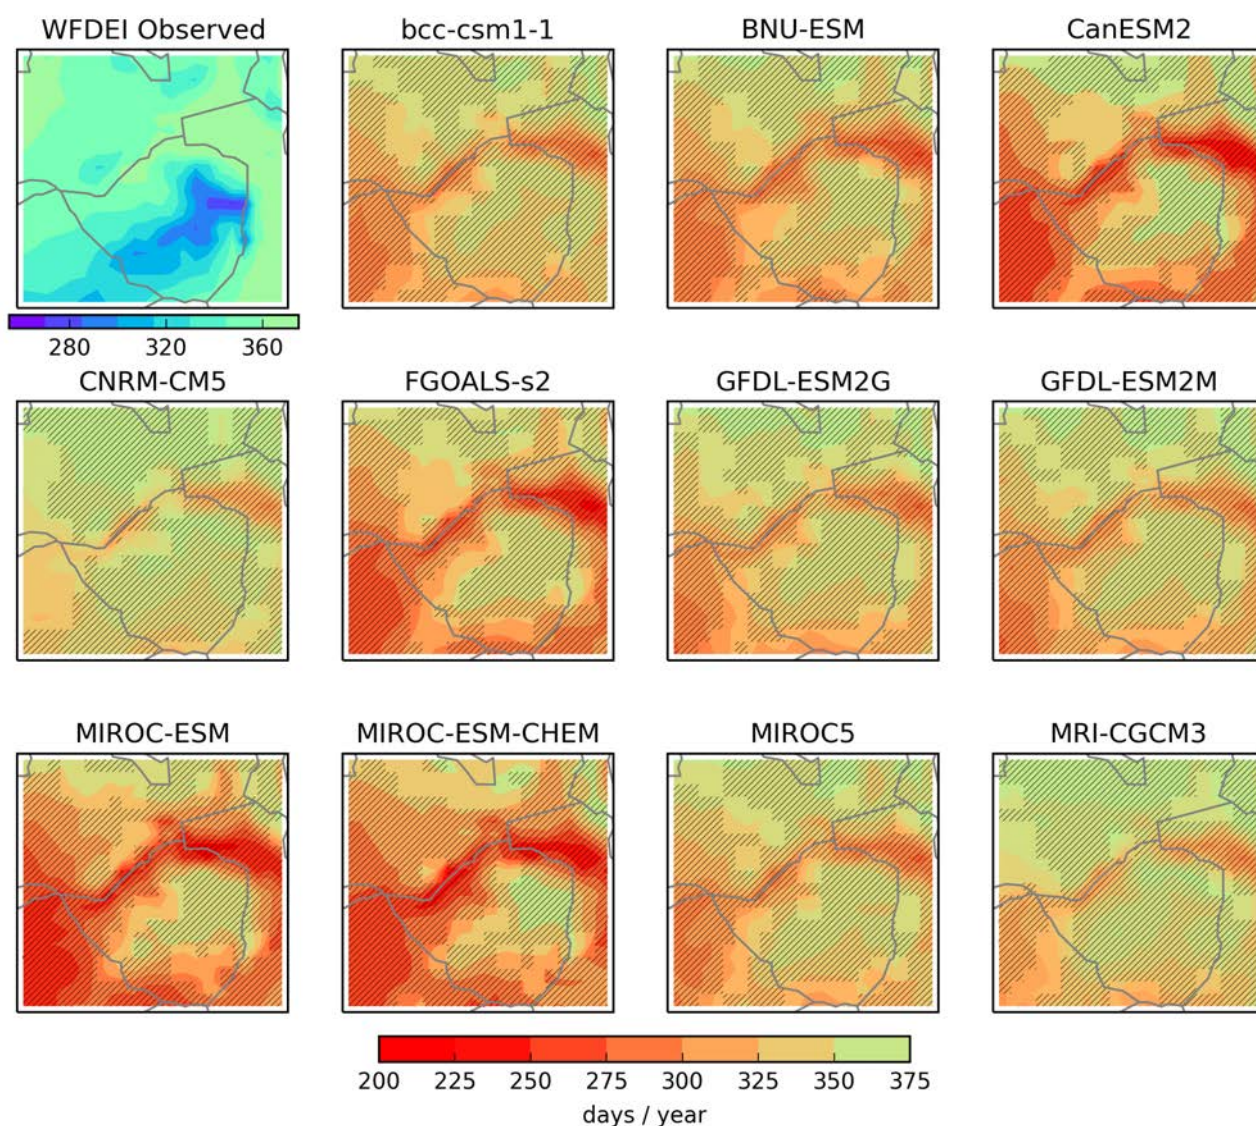 WFDEI Observed
bcc-csm1-1
BNU-ESM
CanESM2
280 320 360
CNRM-CM5
FGOALS-s2
GFDL-ESM2G
GFDL-ESM2M
MIROC-ESM
MIROC-ESM-CHEM
MIROC5
MRI-CGCM3
200 225 250 275 300 325 350 375
days / year